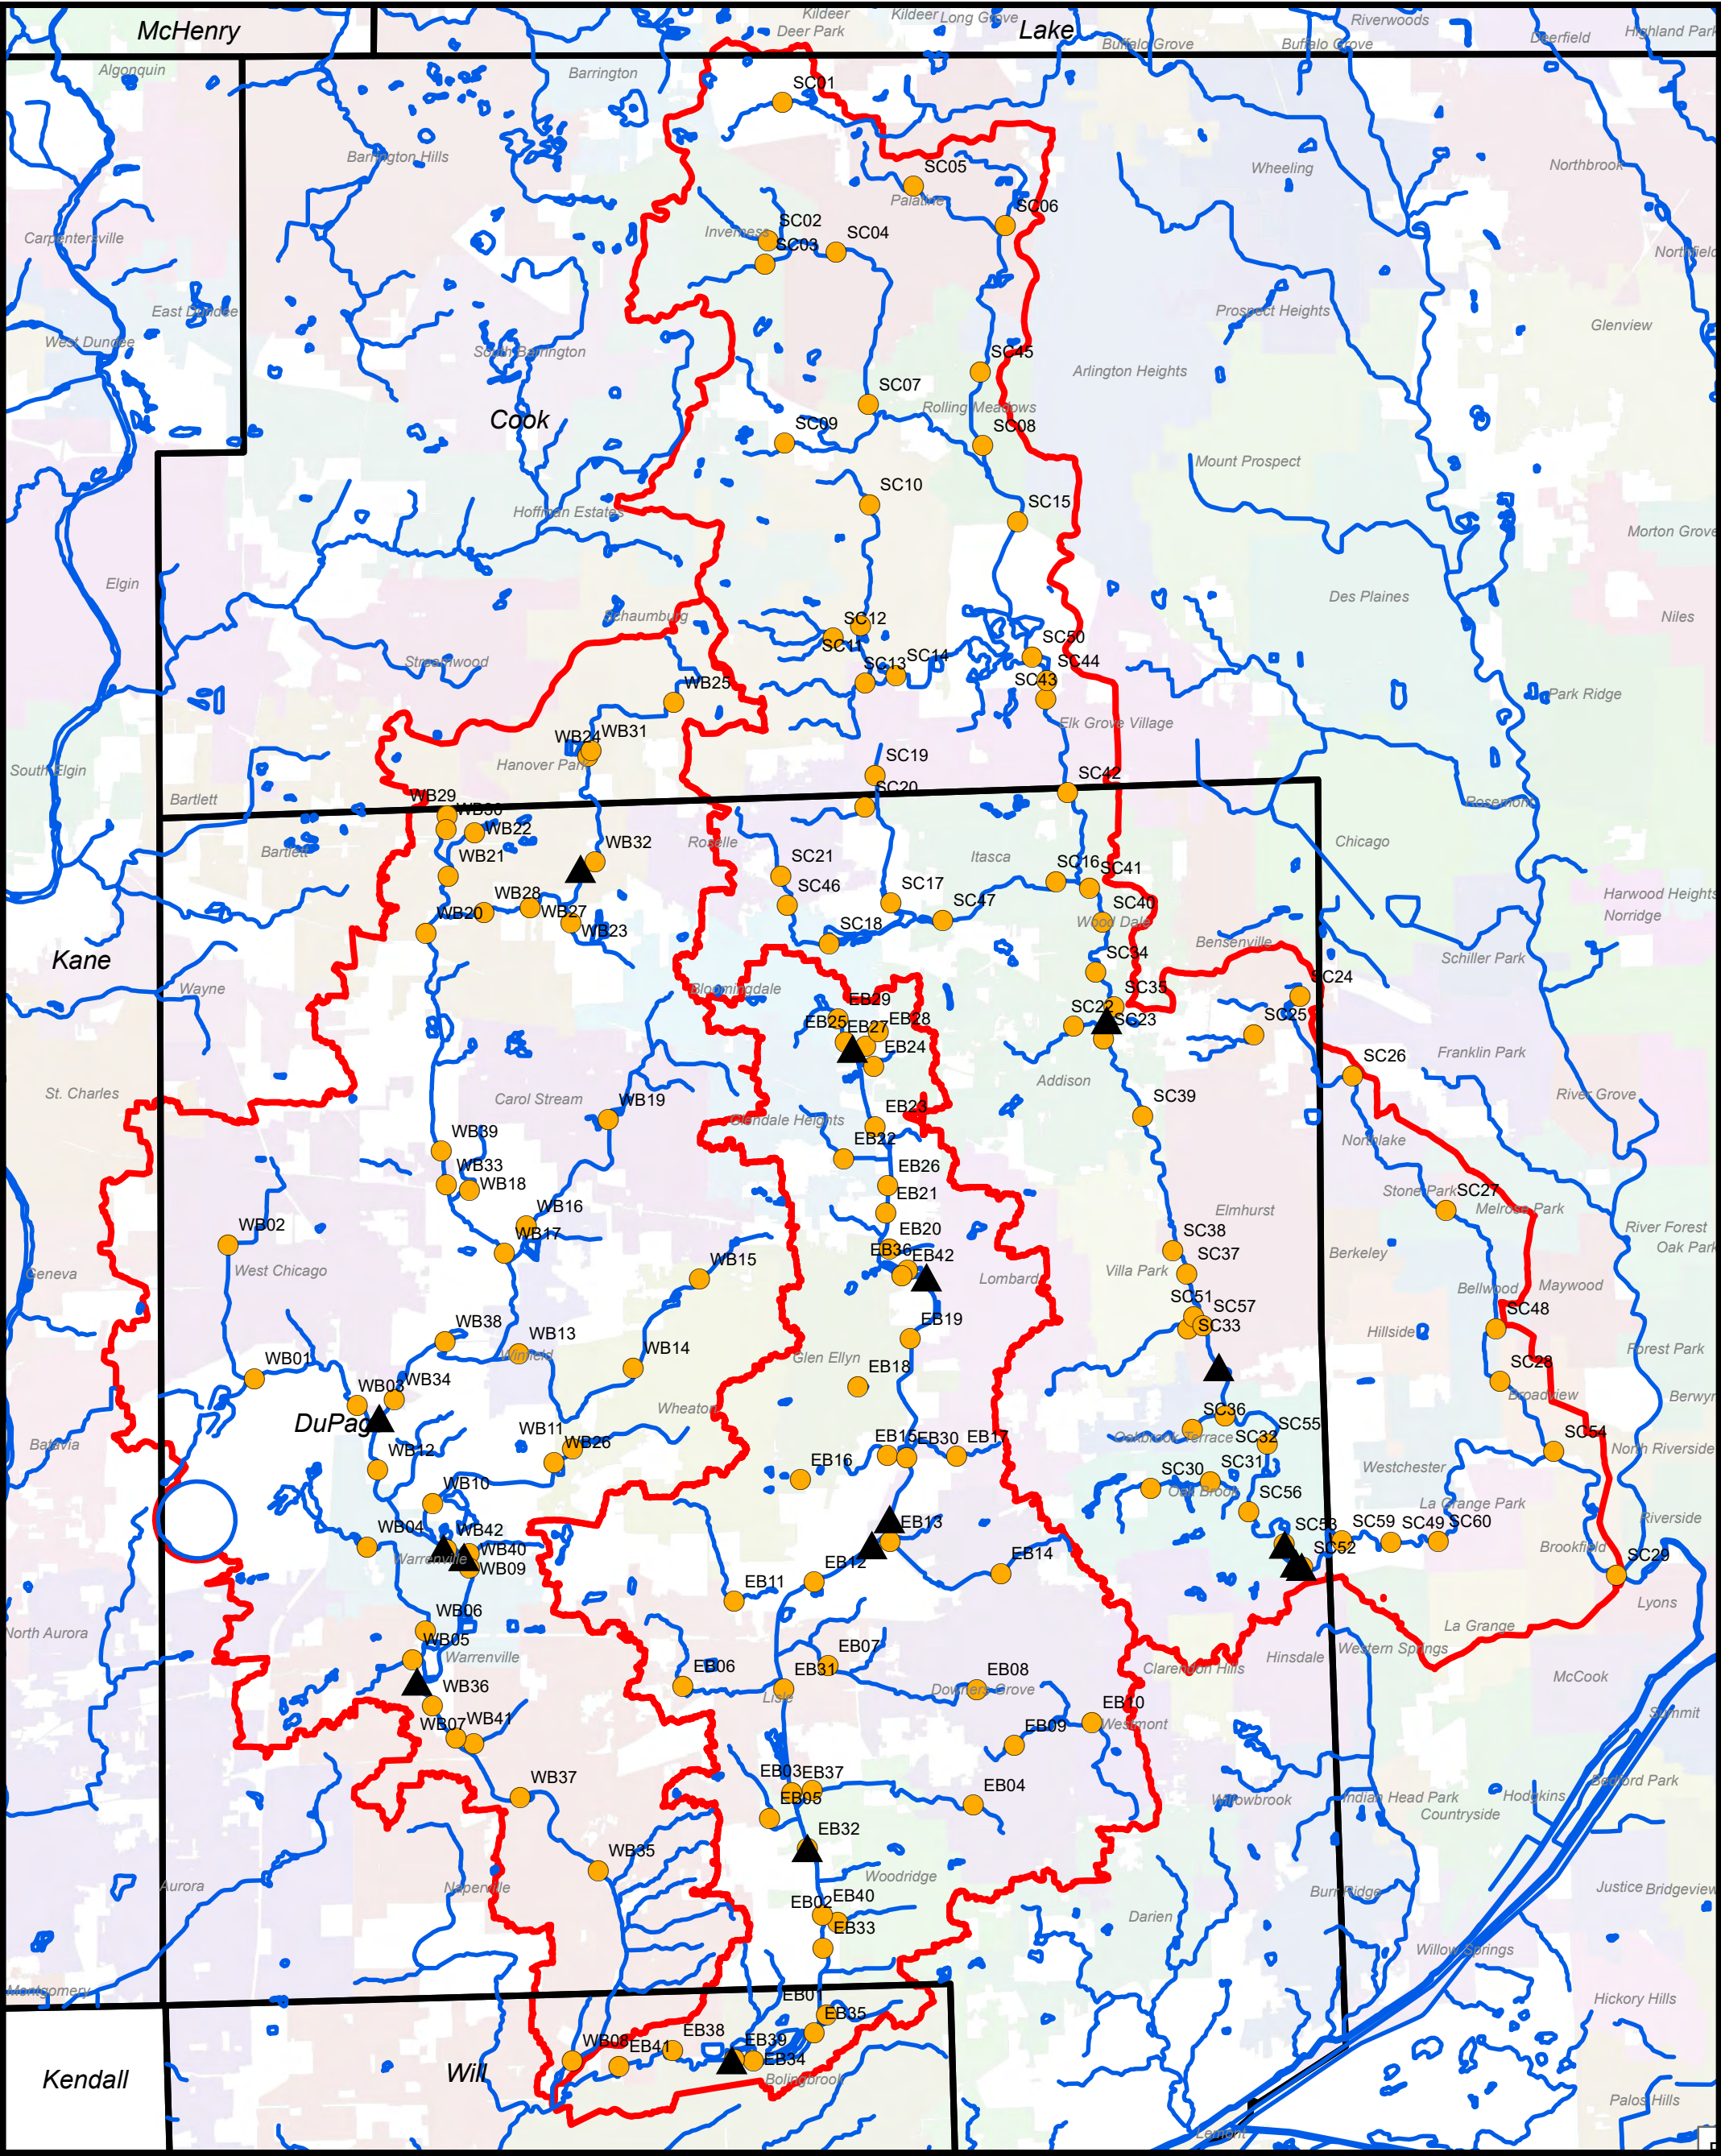 McHenry
Lake
Kildeer
Deer Park
Kildeer
Long Grove
Buffalo Grove
Buffalo Grove
Riverwoods
Deerfield
Highland Park
Algonquin
Barrington
SC01
Barrington Hills
SC05
Palatine
Wheeling
Northbrook
Carpentersville
SC02
Inverness
SC03
SC04
SC06
Northfield
East Dundee
West Dundee
South Barrington
Prospect Heights
Glenview
SC45
Arlington Heights
Cook
SC07
Rolling Meadows
SC09
SC08
Mount Prospect
SC10
SC15
Hoffman Estates
Morton Grove
Elgin
Des Plaines
Schaumburg
SC12
SC11
Niles
Streamwood
SC13
SC14
SC50
SC44
SC43
WB25
Park Ridge
Elk Grove Village
WB24
WB31
Hanover Park
South Elgin
SC19
SC42
SC20
Bartlett
WB29
WB30
WB22
Rosemont
Bartlett
WB21
WB32
Roselle
Itasca
Chicago
SC21
SC16
SC41
SC46
SC17
SC47
SC40
Wood Dale
Harwood Heights
Norridge
WB28
WB20
WB27
WB23
SC18
Kane
Bensenville
SC34
Schiller Park
Wayne
Bloomingdale
SC24
SC35
EB29
EB25
EB27
EB28
EB24
SC22
SC23
SC25
SC26
Franklin Park
Addison
St. Charles
Carol Stream
WB19
River Grove
SC39
Glendale Heights
EB23
EB22
WB39
Northlake
WB33
WB18
EB26
EB21
Stone Park
SC27
Melrose Park
WB16
WB02
WB17
EB20
Elmhurst
SC38
River Forest
Oak Park
Berkeley
EB36
EB42
WB15
SC37
West Chicago
Geneva
Lombard
Villa Park
Bellwood
Maywood
SC51
SC57
SC33
SC48
EB19
WB38
WB13
Winfield
WB14
Hillside
Forest Park
Glen Ellyn
EB18
WB01
WB03
WB34
SC28
Broadview
Berwyn
DuPag
Wheaton
SC36
Oakbrook Terrace
SC32
SC55
SC54
Batavia
WB11
WB26
WB12
EB15
EB30
EB17
North Riverside
Westchester
EB16
SC30
SC31
Oak Brook
WB10
SC56
La Grange Park
Riverside
WB04
WB42
WB40
Warrenville
WB09
EB13
EB12
SC53
SC52
SC59
SC49
SC60
Brookfield
SC29
EB14
EB11
Lyons
WB06
North Aurora
WB05
Warrenville
EB07
La Grange
Western Springs
Hinsdale
Clarendon Hills
McCook
EB06
EB31
Lisle
EB08
Downers Grove
WB36
EB10
Westmont
Summit
WB07
WB41
EB09
WB37
EB03
EB37
EB05
EB04
Willowbrook
Indian Head Park
Countryside
Hodgkins
Bedford Park
EB32
WB35
Woodridge
Aurora
Naperville
Burr Ridge
Justice
Bridgeview
EB02
EB40
EB33
Darien
Willow Springs
Montgomery
EB01
EB35
Hickory Hills
WB08
EB41
EB38
EB39
EB34
Bolingbrook
Kendall
Will
Palos Hills
Lemont